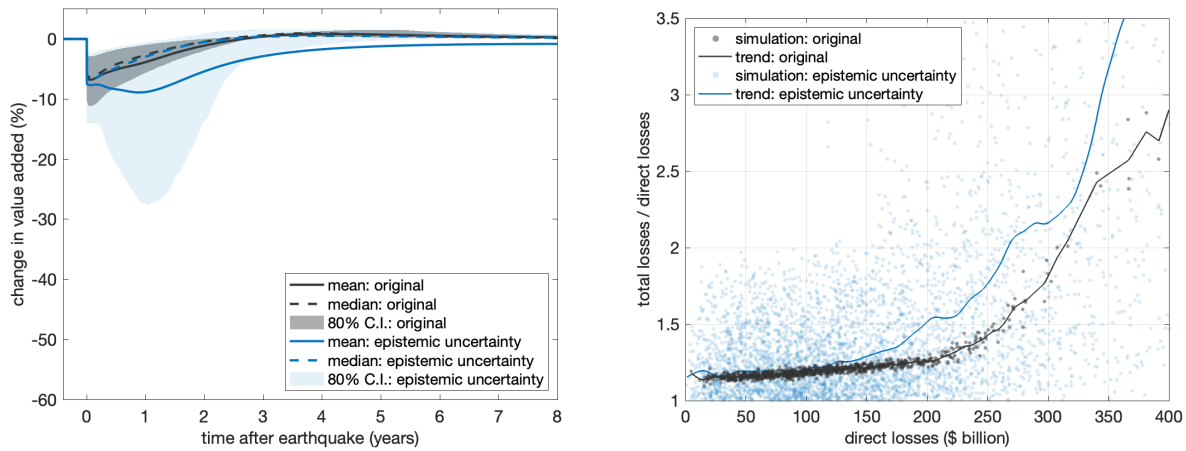 0
-10
-20
-30
-40
-50
-60
change in value added (%)
mean: original
median: original
80% C.I.: original
mean: epistemic uncertainty
median: epistemic uncertainty
80% C.I.: epistemic uncertainty
0 1 2 3 4 5 6 7 8
time after earthquake (years)
3.5
3
2.5
2
1.5
1
total losses / direct losses
simulation: original
trend: original
simulation: epistemic uncertainty
trend: epistemic uncertainty
0 50 100 150 200 250 300 350 400
direct losses ($ billion)